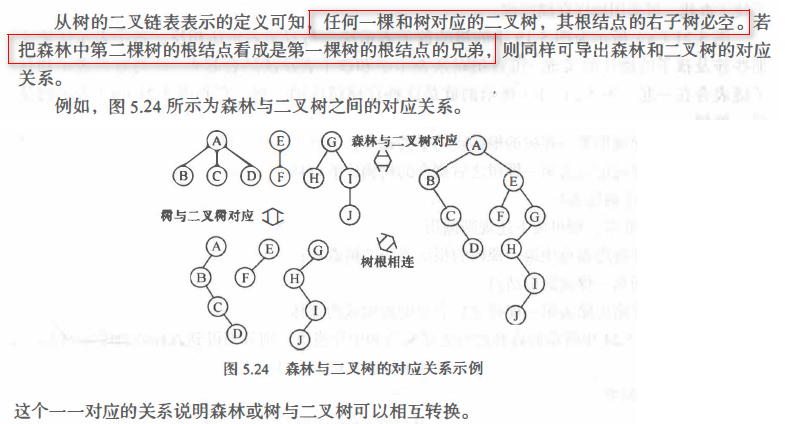 从树的二叉链表表示的定义可知,任何一棵和树对应的二叉树,其根结点的右子树必空。若
把森林中第二棵树的根结点看成是第一棵树的根结点的兄弟,则同样可导出森林和二叉树的对应
关系。
例如,图 5.24 所示为森林与二叉树之间的对应关系。
A
B C D
E
F
G
H I
J
森林与二叉树对应
A
B E
C F G
D H
I
J
树与二叉树对应
树根相连
A
B
C
D
E
F
G
H
I
J
图 5.24 森林与二叉树的对应关系示例
这个一一对应的关系说明森林或树与二叉树可以相互转换。